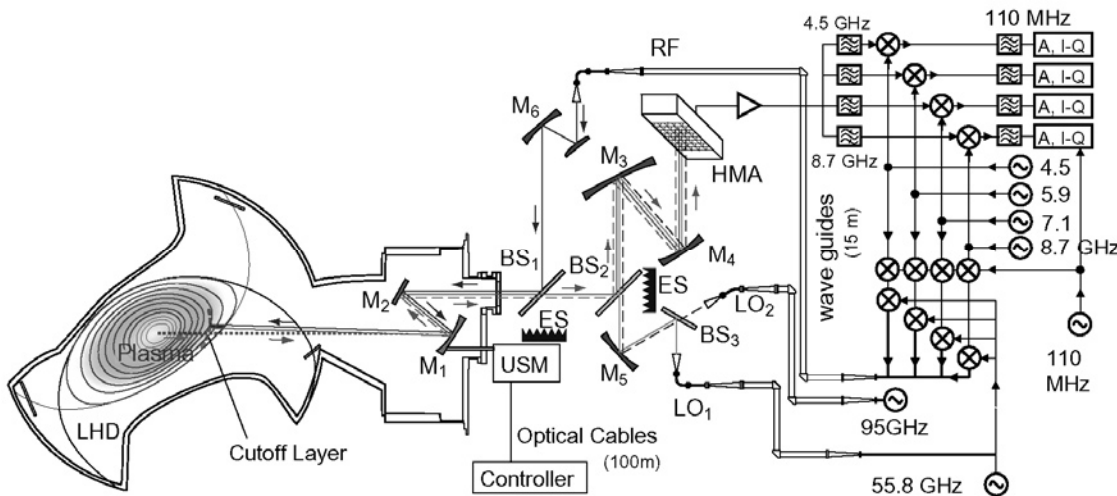 4.5 GHz
110 MHz
RF
A, I-Q
A, I-Q
A, I-Q
A, I-Q
M6
M3
HMA
8.7 GHz
4.5
5.9
7.1
8.7 GHz
wave guides
(15 m)
BS1
BS2
M4
ES
M2
ES
LO2
BS3
Plasma
M1
USM
M5
110
MHz
LHD
LO1
95GHz
Cutoff Layer
Optical Cables
(100m)
Controller
55.8 GHz